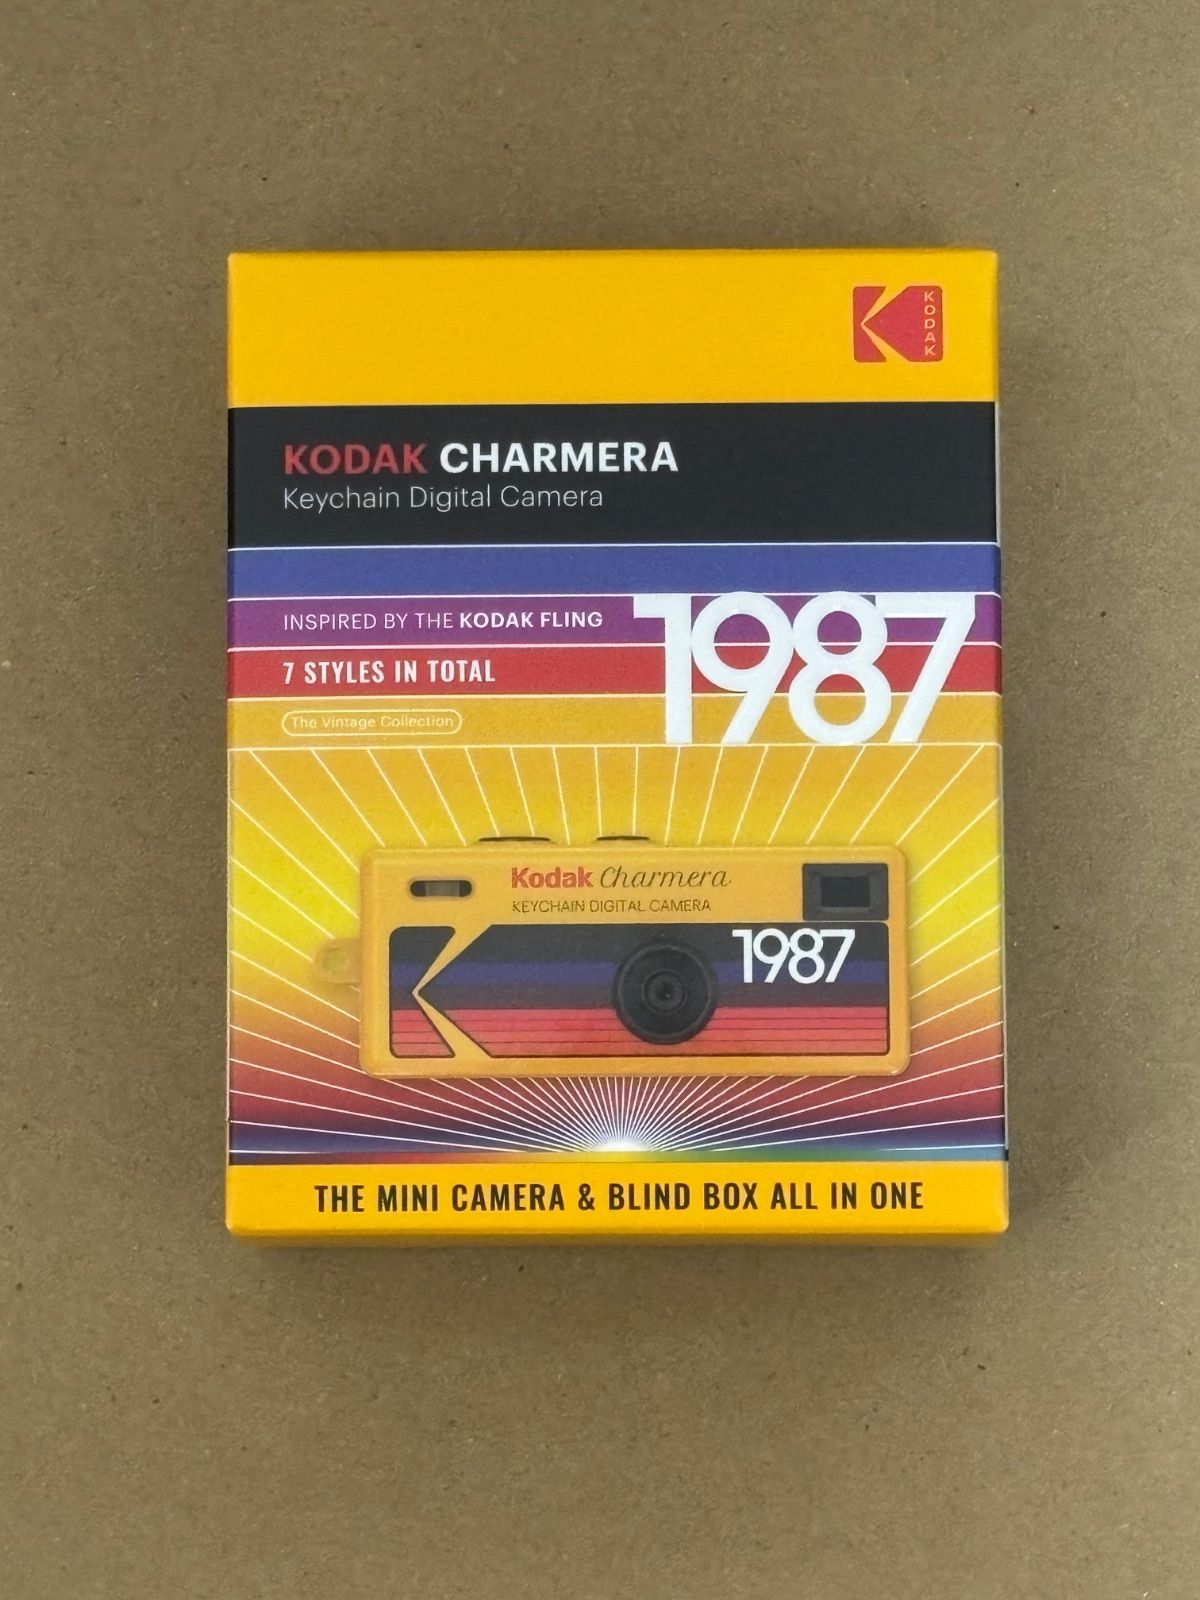 KODAK
KODAK CHARMERA
Keychain Digital Camera
INSPIRED BY THE KODAK FLING
1987
7 STYLES IN TOTAL
The Vintage Collection
Kodak Charmera
KEYCHAIN DIGITAL CAMERA
1987
THE MINI CAMERA & BLIND BOX ALL IN ONE